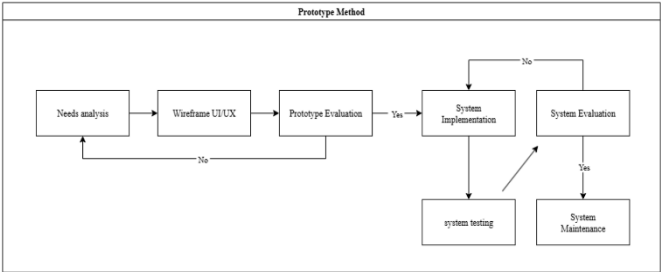 Prototype Method
No
Needs analysis
Wireframe UI/UX
Prototype Evaluation
Yes
System
Implementation
System Evaluation
No
Yes
system testing
System
Maintenance